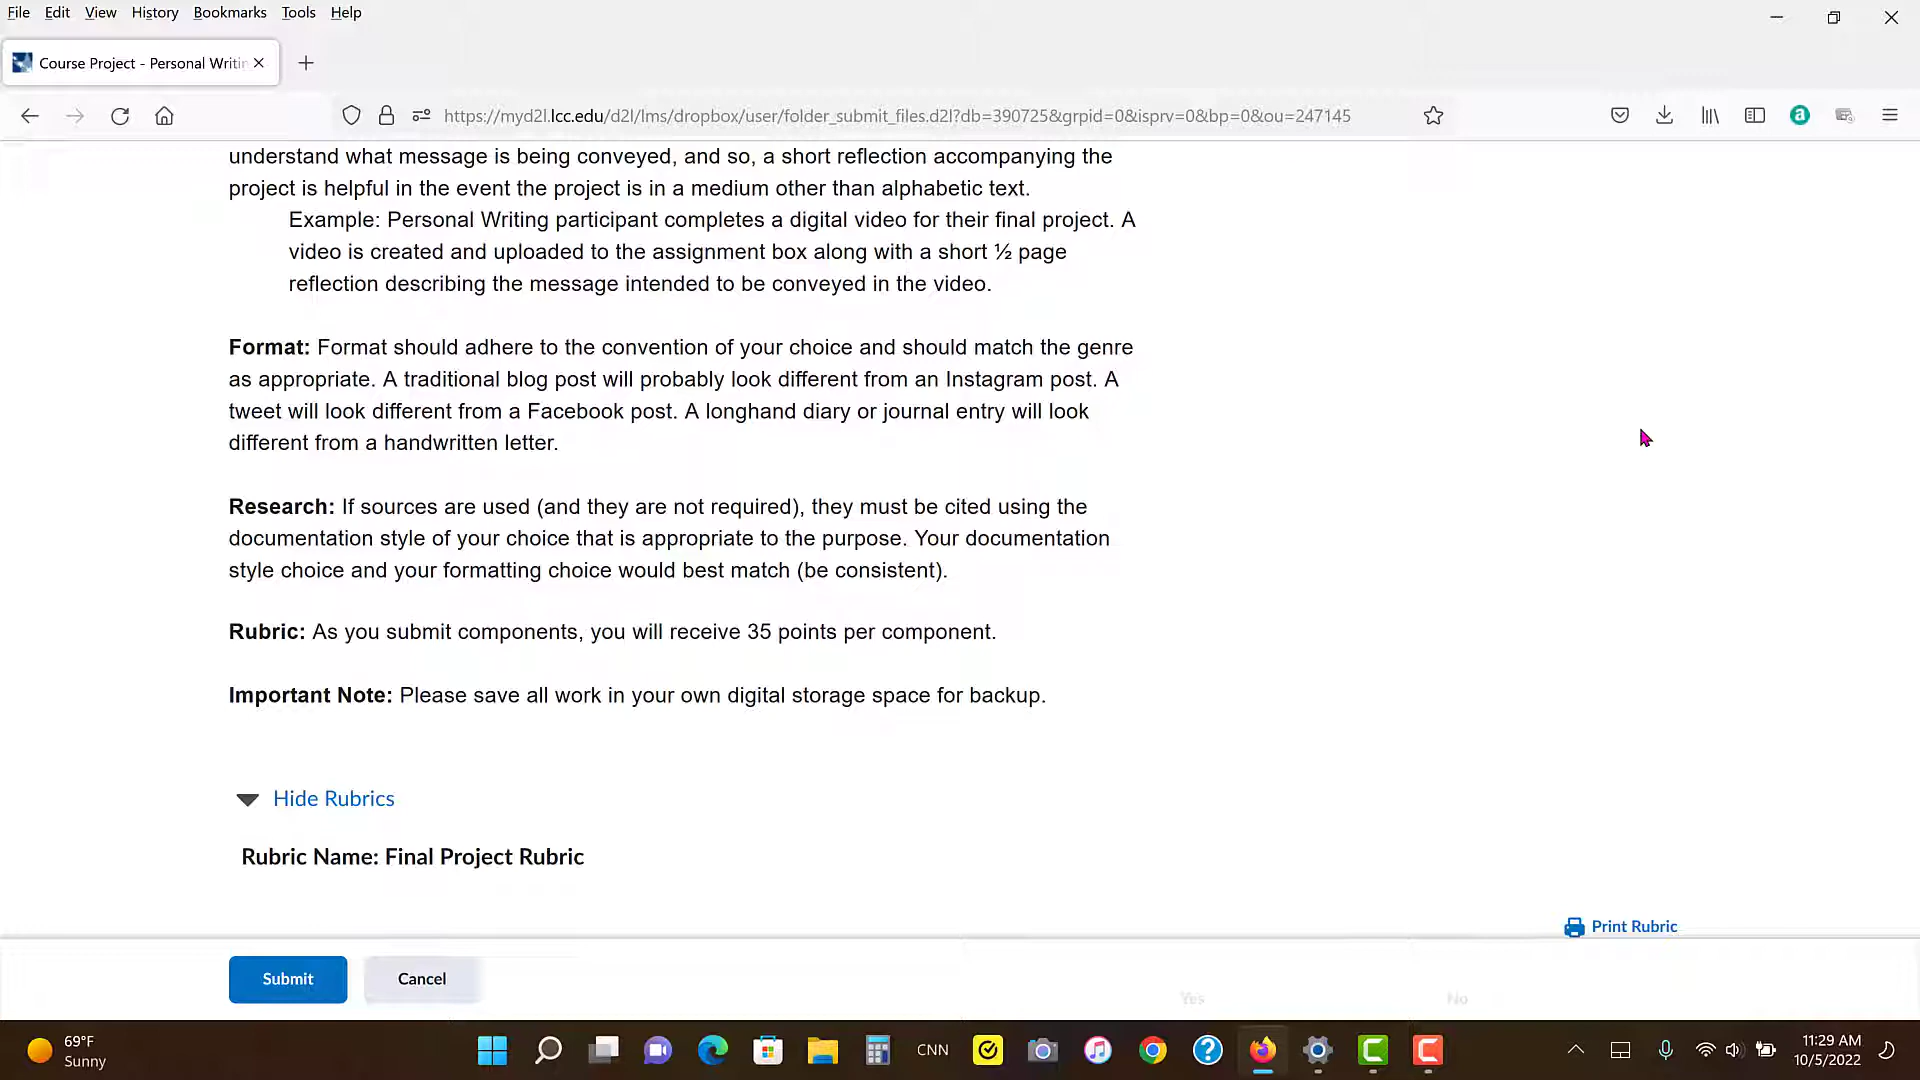 File Edit View History Bookmarks Tools Help
Course Project - Personal Writin
https://myd2l.lcc.edu/d2l/lms/dropbox/user/folder_submit_files.d2l?db=390725&grpid=0&isprv=0&bp=0&ou=247145
understand what message is being conveyed, and so, a short reflection accompanying the
project is helpful in the event the project is in a medium other than alphabetic text.
Example: Personal Writing participant completes a digital video for their final project. A
video is created and uploaded to the assignment box along with a short ½ page
reflection describing the message intended to be conveyed in the video.
Format: Format should adhere to the convention of your choice and should match the genre
as appropriate. A traditional blog post will probably look different from an Instagram post. A
tweet will look different from a Facebook post. A longhand diary or journal entry will look
different from a handwritten letter.
Research: If sources are used (and they are not required), they must be cited using the
documentation style of your choice that is appropriate to the purpose. Your documentation
style choice and your formatting choice would best match (be consistent).
Rubric: As you submit components, you will receive 35 points per component.
Important Note: Please save all work in your own digital storage space for backup.
Hide Rubrics
Rubric Name: Final Project Rubric
Print Rubric
Submit Cancel
Yes No
69°F
Sunny
CNN
11:29 AM
10/5/2022